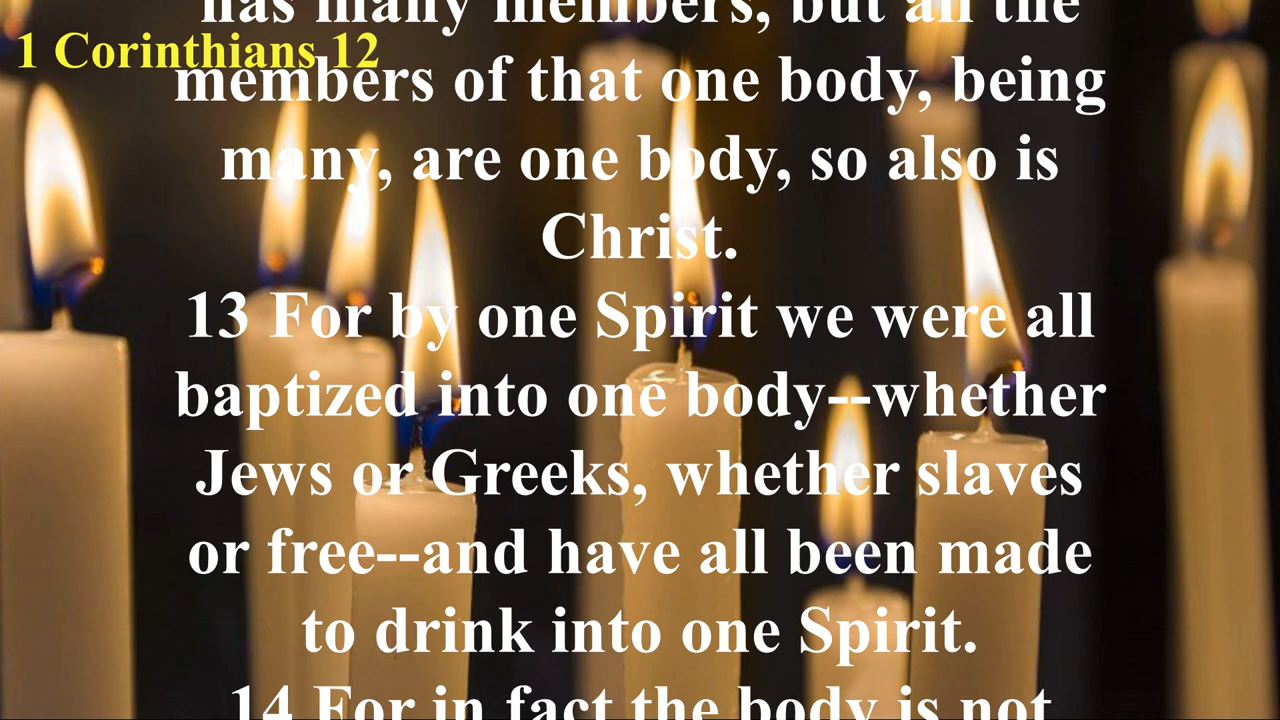 has many members, but all the
1 Corinthians 12
members of that one body, being
many, are one body, so also is
Christ.
13 For by one Spirit we were all
baptized into one body--whether
Jews or Greeks, whether slaves
or free--and have all been made
to drink into one Spirit.
14 For in fact the body is not